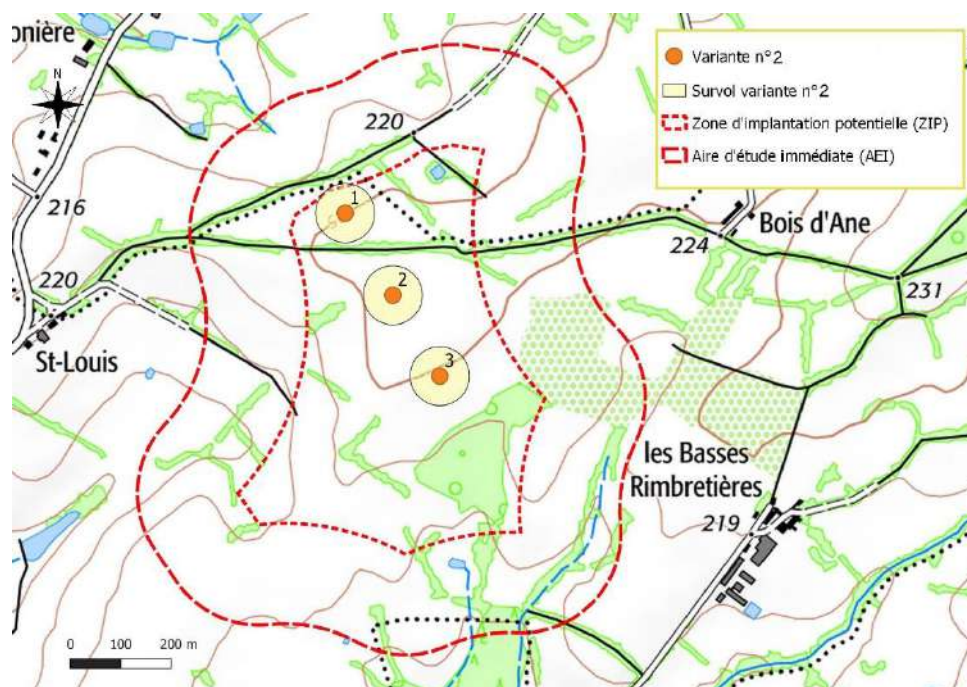 onière
N
220
216
220
St-Louis
1
2
3
Variante n°2
Survol variante n°2
Zone d'implantation potentielle (ZIP)
Aire d'étude immédiate (AEI)
Bois d'Ane
224
231
les Basses
Rimbretières
219
0 100 200 m